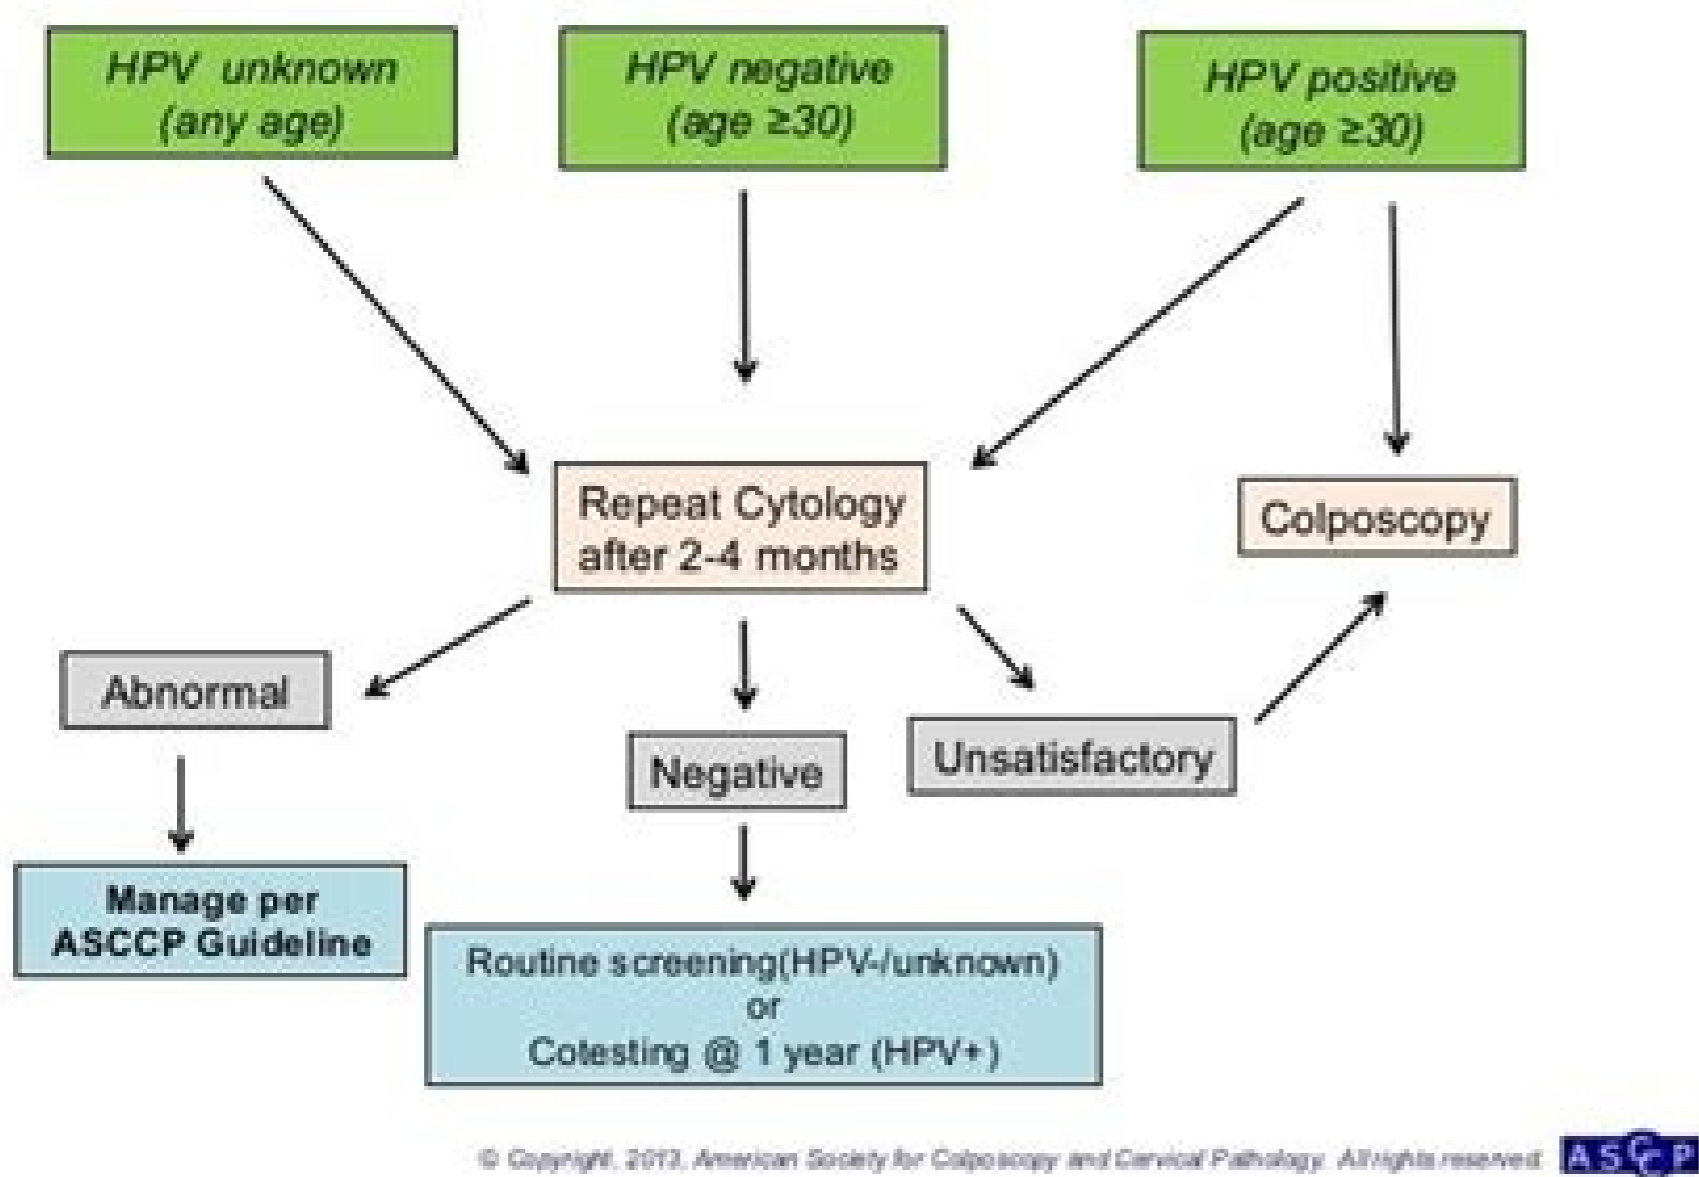 HPV unknown
(any age)
HPV negative
(age ≥30)
HPV positive
(age ≥30)
Repeat Cytology
after 2-4 months
Colposcopy
Abnormal
Negative
Unsatisfactory
Manage per
ASCCP Guideline
Routine screening(HPV-/unknown)
or
Cotesting @ 1 year (HPV+)
© Copyright, 2013, American Society for Colposcopy and Cervical Pathology. All rights reserved.
ASCCP